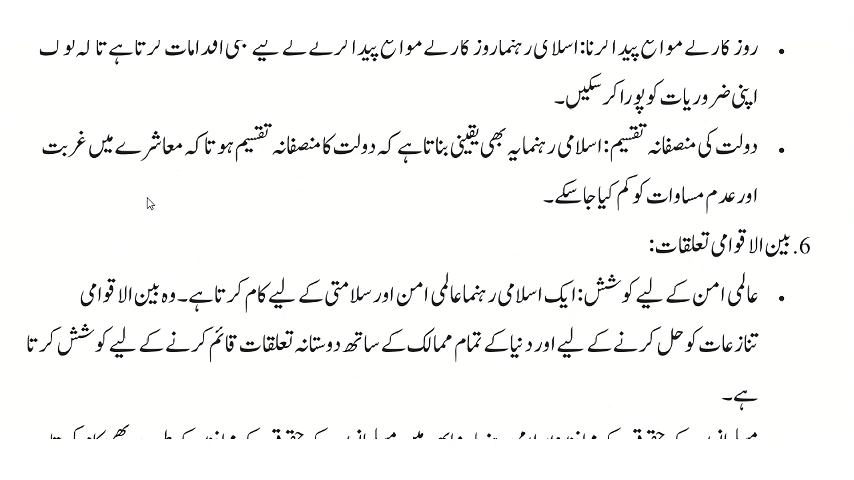 روزگار کے مواقع پیدا کرنا: اسلامی رہنما روزگار کے مواقع پیدا کرنے کے لیے بھی اقدامات کرتا ہے تاکہ لوگ
اپنی ضروریات کو پورا کر سکیں۔
• دولت کی منصفانہ تقسیم: اسلامی رہنما یہ بھی یقینی بناتا ہے کہ دولت کا منصفانہ تقسیم ہو تاکہ معاشرے میں غربت
اور عدم مساوات کو کم کیا جا سکے۔
6. بین الاقوامی تعلقات:
• عالمی امن کے لیے کوشش: ایک اسلامی رہنما عالمی امن اور سلامتی کے لیے کام کرتا ہے۔ وہ بین الاقوامی
تنازعات کو حل کرنے کے لیے اور دنیا کے تمام ممالک کے ساتھ دوستانہ تعلقات قائم کرنے کے لیے کوشش کرتا
ہے۔